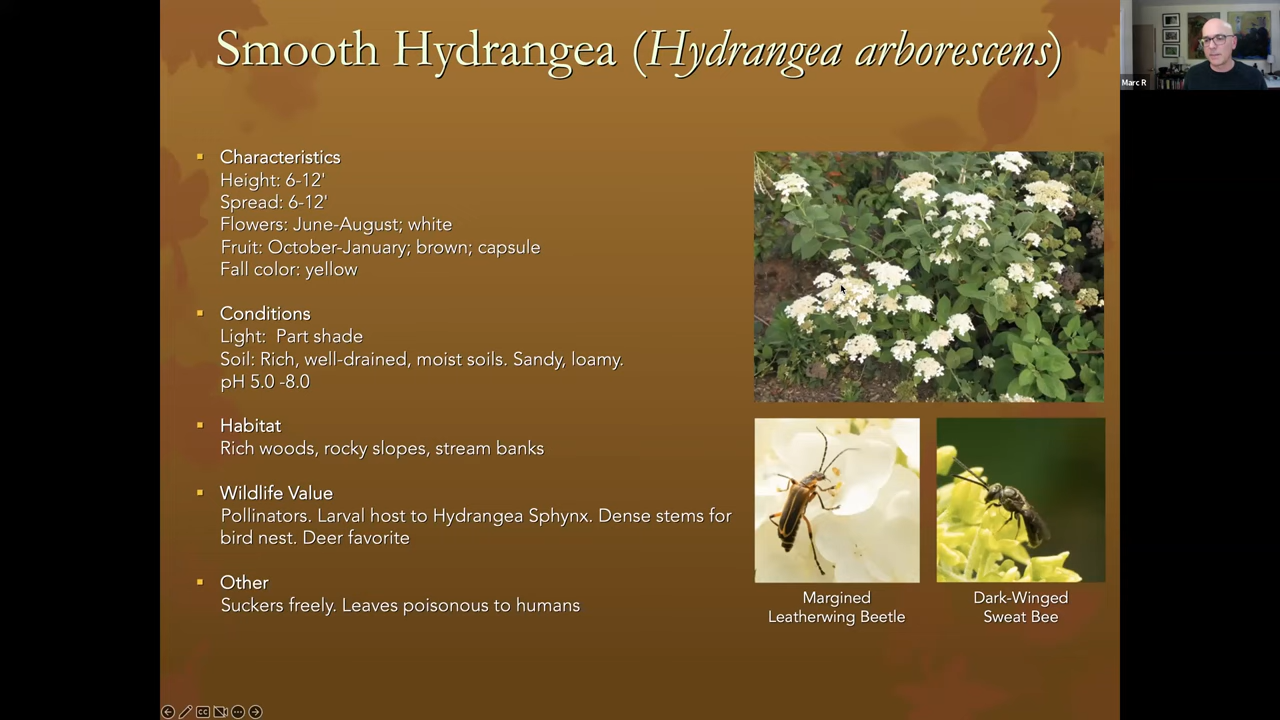 Smooth Hydrangea (Hydrangea arborescens)
Marc R
Characteristics
Height: 6-12'
Spread: 6-12'
Flowers: June-August; white
Fruit: October-January; brown; capsule
Fall color: yellow
Conditions
Light:  Part shade
Soil: Rich, well-drained, moist soils. Sandy, loamy.
pH 5.0 -8.0
Habitat
Rich woods, rocky slopes, stream banks
Wildlife Value
Pollinators. Larval host to Hydrangea Sphynx. Dense stems for
bird nest. Deer favorite
Other
Suckers freely. Leaves poisonous to humans
Margined
Leatherwing Beetle
Dark-Winged
Sweat Bee
CC